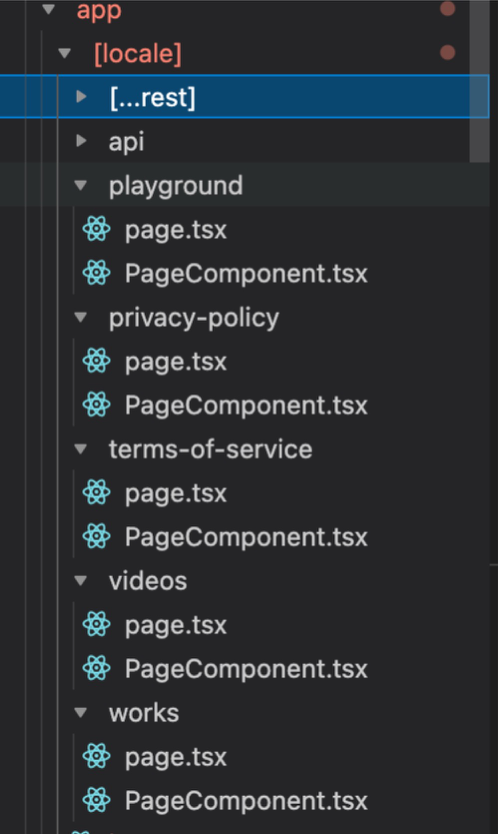 app
[locale]
[...rest]
api
playground
page.tsx
PageComponent.tsx
privacy-policy
page.tsx
PageComponent.tsx
terms-of-service
page.tsx
PageComponent.tsx
videos
page.tsx
PageComponent.tsx
works
page.tsx
PageComponent.tsx